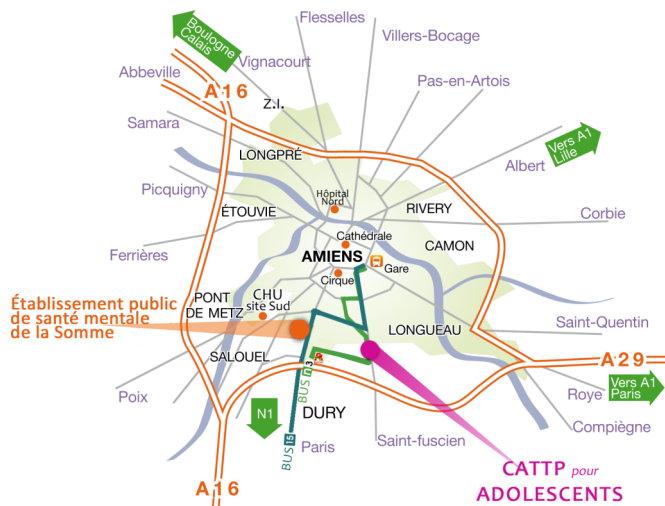 Flesselles
Boulogne
Calais
Villers-Bocage
Vignacourt
Abbeville
Pas-en-Artois
A16
Z.I.
Samara
Vers A1
Lille
LONGPRÉ
Albert
Picquigny
Hôpital
Nord
ÉTOUVIE
RIVERY
Corbie
Cathédrale
CAMON
Ferrières
AMIENS
Gare
Cirque
Établissement public
de santé mentale
de la Somme
PONT
DE METZ
CHU
site Sud
LONGUEAU
Saint-Quentin
SALOUEL
A29
BUS 13
Poix
Roye
Vers A1
Paris
N1
DURY
Compiègne
BUS 15
Paris
Saint-fuscien
CATTP pour
ADOLESCENTS
A16